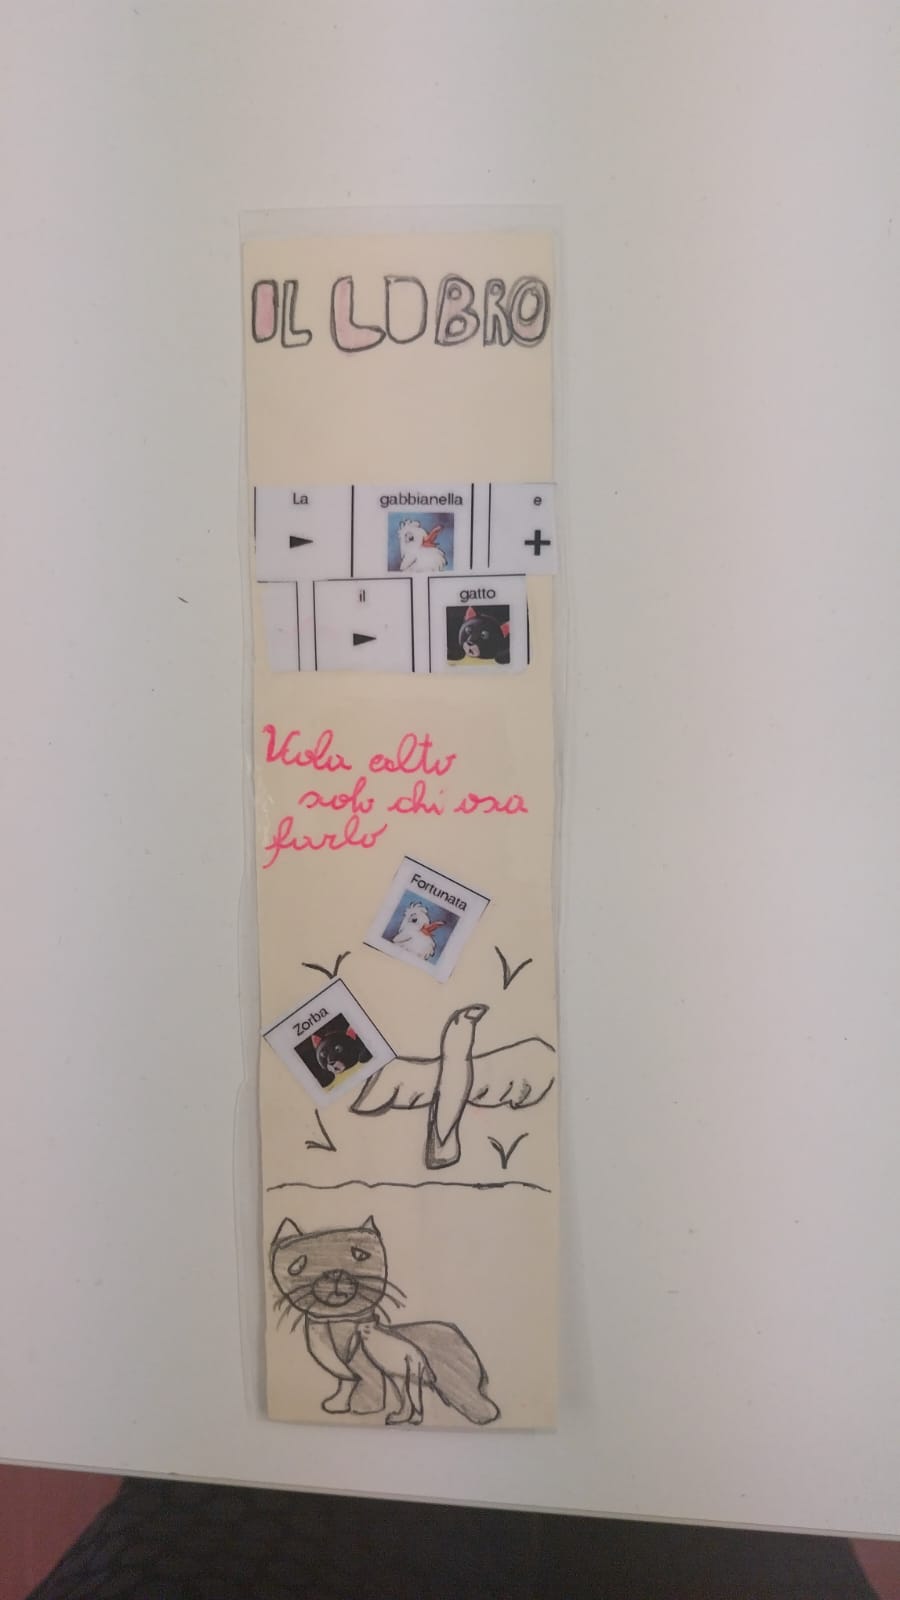 IL LIBRO
La gabbianella e
il gatto
Vola alto
solo chi osa
farlo
Fortunata
Zorba